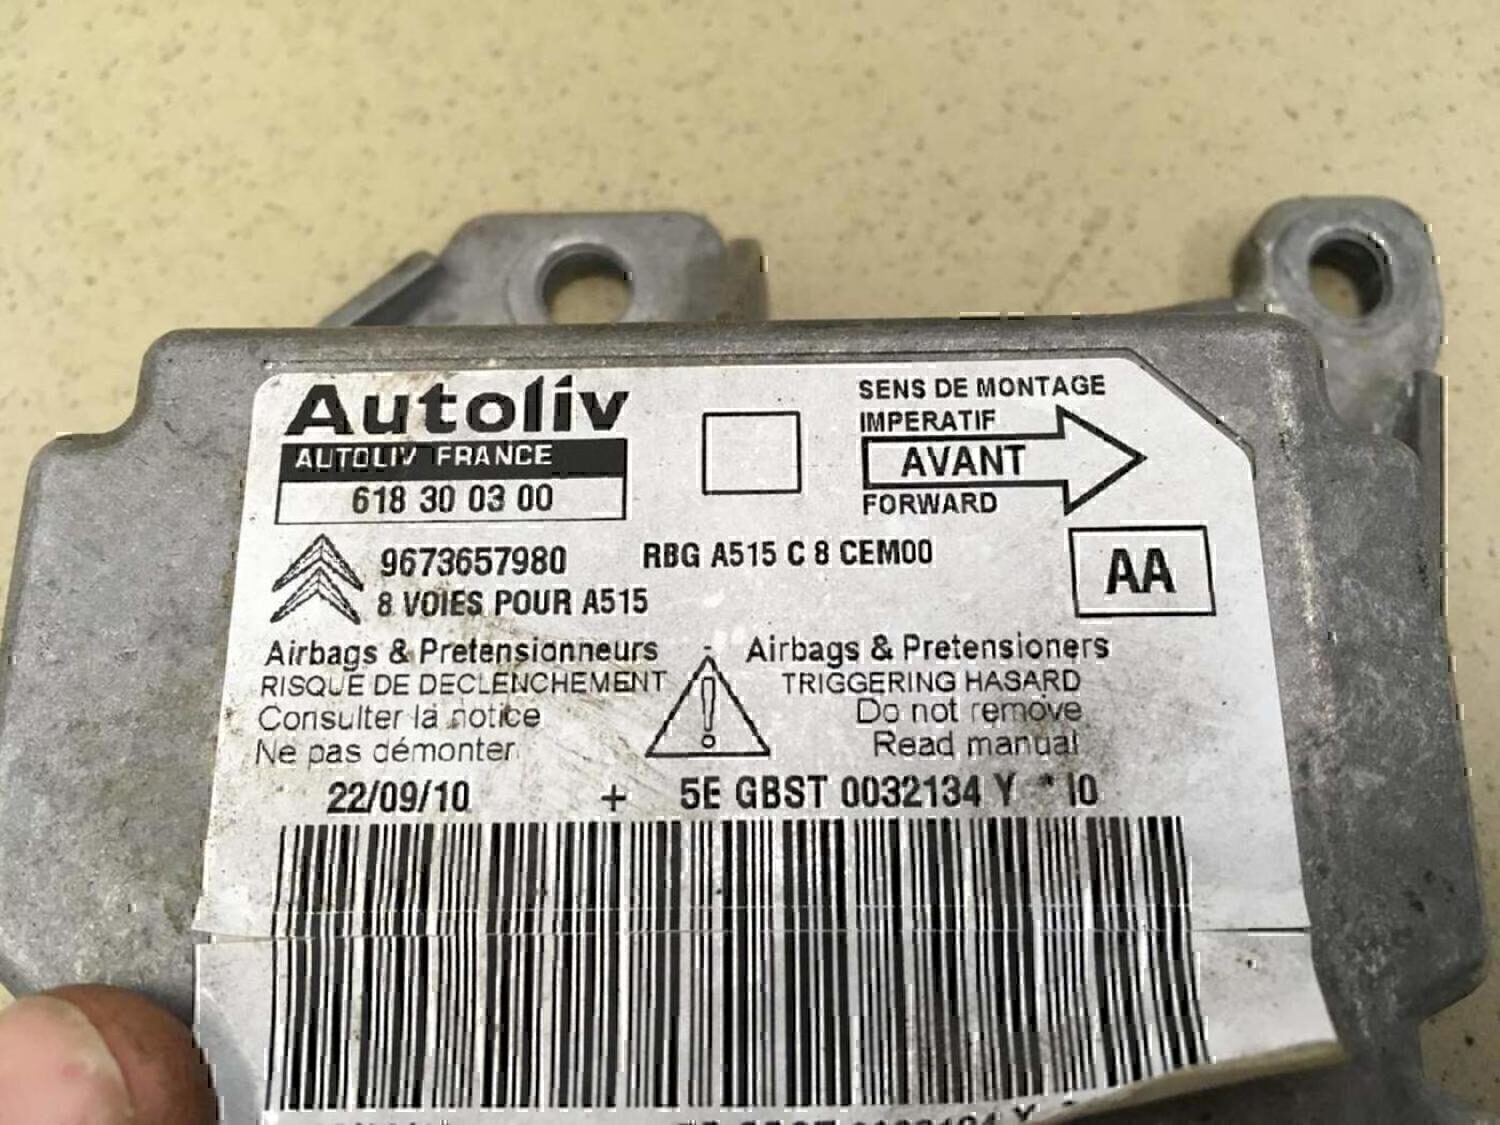 Autoliv
AUTOLIV FRANCE
618 30 03 00
SENS DE MONTAGE
IMPERATIF
AVANT
FORWARD
9673657980 RBG A515 C 8 CEM00
8 VOIES POUR A515
AA
Airbags & Pretensionneurs
RISQUE DE DECLENCHEMENT
Consulter la notice
Ne pas démonter
Airbags & Pretensioners
TRIGGERING HASARD
Do not remove
Read manual
22/09/10 + 5E GBST 0032134 Y * I0